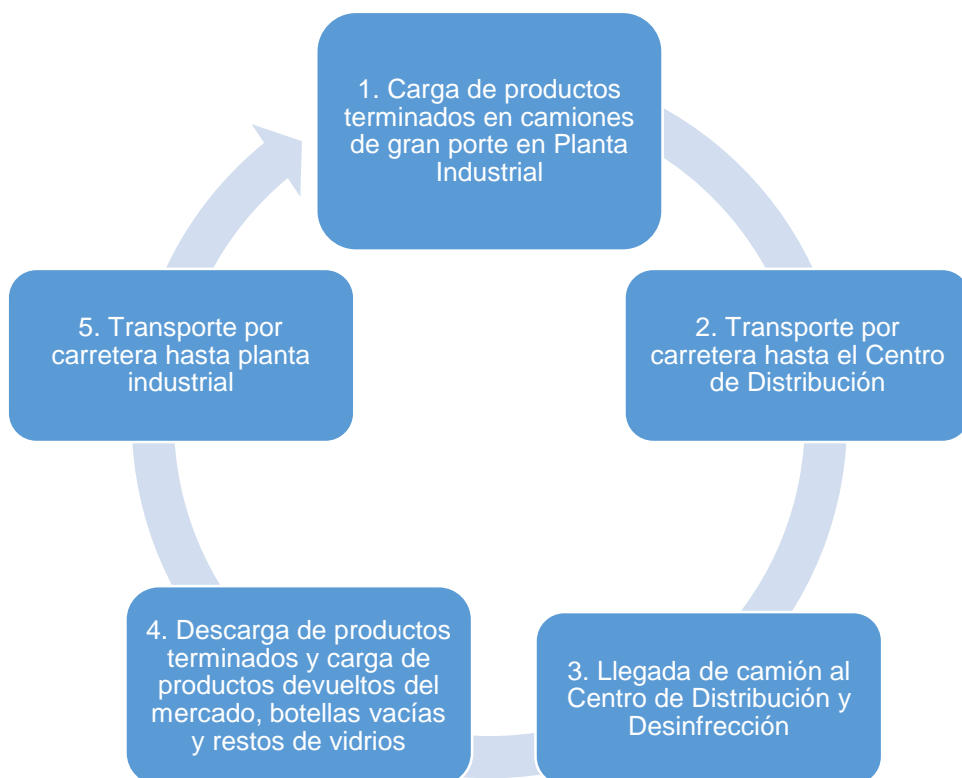 1. Carga de productos
terminados en camiones
de gran porte en Planta
Industrial
2. Transporte por
carretera hasta el Centro
de Distribución
3. Llegada de camión al
Centro de Distribución y
Desinfrección
4. Descarga de productos
terminados y carga de
productos devueltos del
mercado, botellas vacías
y restos de vidrios
5. Transporte por
carretera hasta planta
industrial